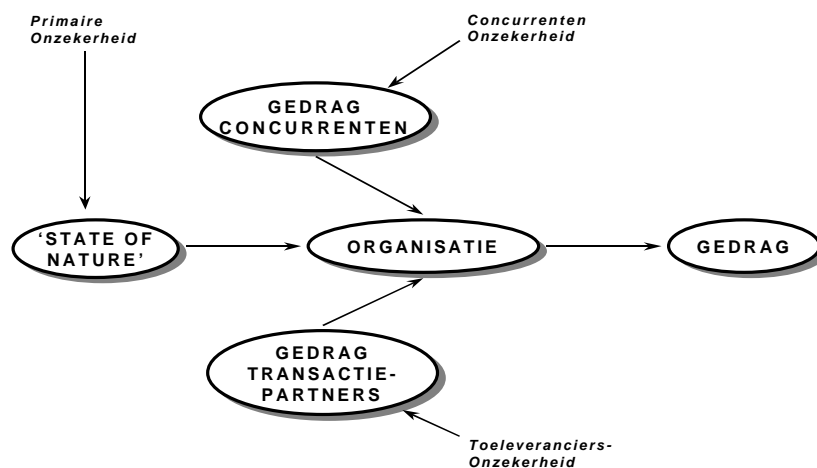 Primaire
Onzekerheid
Concurrenten
Onzekerheid
GEDRAG
CONCURRENTEN
‘STATE OF
NATURE’
ORGANISATIE
GEDRAG
GEDRAG
TRANSACTIE-
PARTNERS
Toeleveranciers-
Onzekerheid